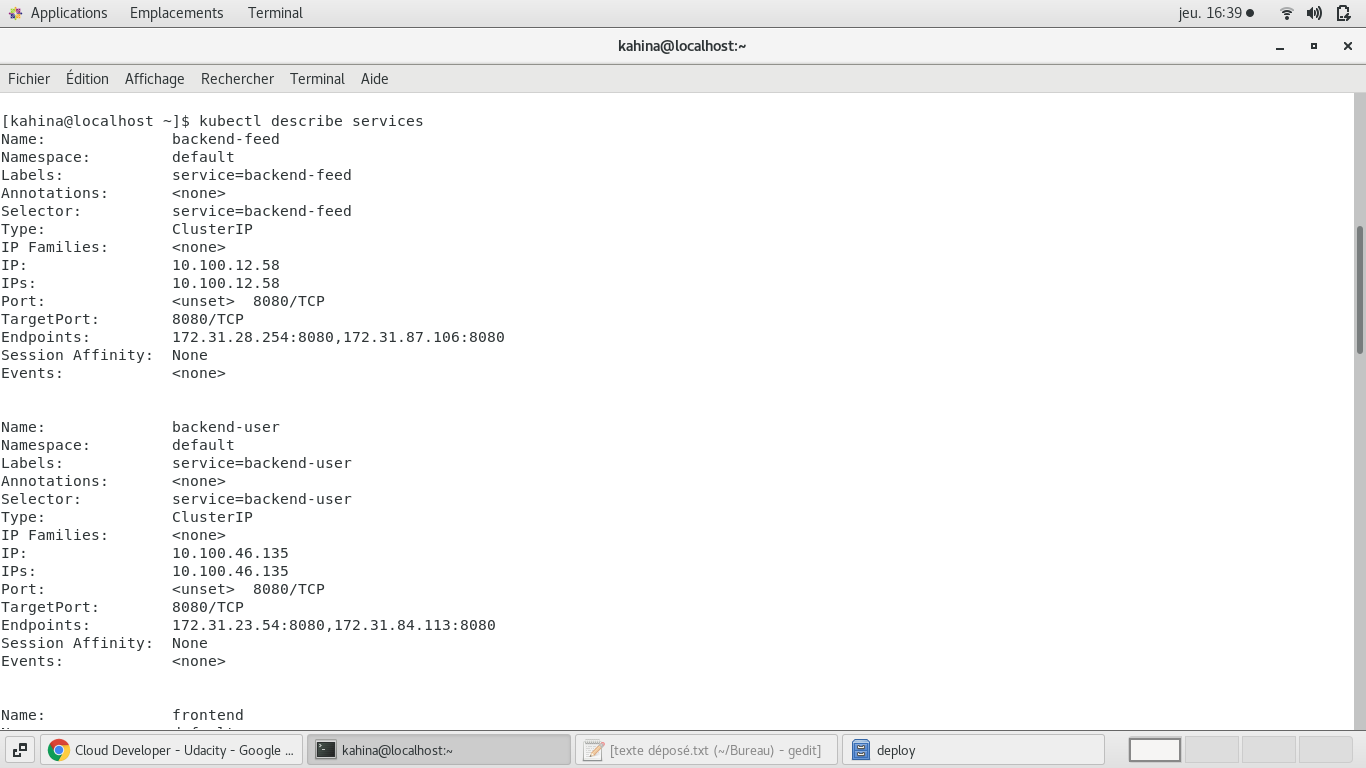 Applications Emplacements Terminal jeu. 16:39
kahina@localhost:~
Fichier Édition Affichage Rechercher Terminal Aide
[kahina@localhost ~]$ kubectl describe services
Name: backend-feed
Namespace: default
Labels: service=backend-feed
Annotations: <none>
Selector: service=backend-feed
Type: ClusterIP
IP Families: <none>
IP: 10.100.12.58
IPs: 10.100.12.58
Port: <unset> 8080/TCP
TargetPort: 8080/TCP
Endpoints: 172.31.28.254:8080,172.31.87.106:8080
Session Affinity: None
Events: <none>
Name: backend-user
Namespace: default
Labels: service=backend-user
Annotations: <none>
Selector: service=backend-user
Type: ClusterIP
IP Families: <none>
IP: 10.100.46.135
IPs: 10.100.46.135
Port: <unset> 8080/TCP
TargetPort: 8080/TCP
Endpoints: 172.31.23.54:8080,172.31.84.113:8080
Session Affinity: None
Events: <none>
Name: frontend
Cloud Developer - Udacity - Google ... kahina@localhost:~ [texte déposé.txt (~/Bureau) - gedit] deploy